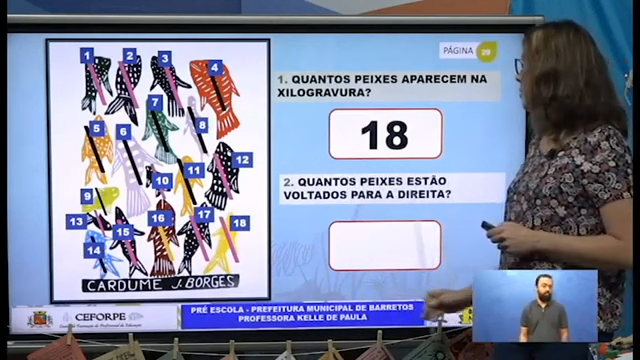 PÁGINA 29
1. QUANTOS PEIXES APARECEM NA
XILOGRAVURA?
18
2. QUANTOS PEIXES ESTÃO
VOLTADOS PARA A DIREITA?
1
2
3
4
5
6
7
8
9
10
11
12
13
14
15
16
17
18
CARDUME J. BORGES
CEFORPE
PRÉ ESCOLA - PREFEITURA MUNICIPAL DE BARRETOS
PROFESSORA KELLE DE PAULA